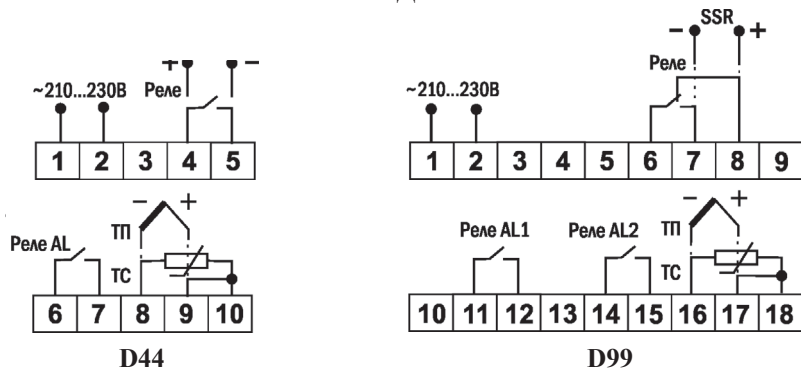 − SSR +
+ −
Реле
~210...230В Реле
~210...230В
1 2 3 4 5
1 2 3 4 5 6 7 8 9
− +
− +
ТП
ТП
Реле AL
Реле AL1 Реле AL2
ТС
ТС
6 7 8 9 10
10 11 12 13 14 15 16 17 18
D44 D99